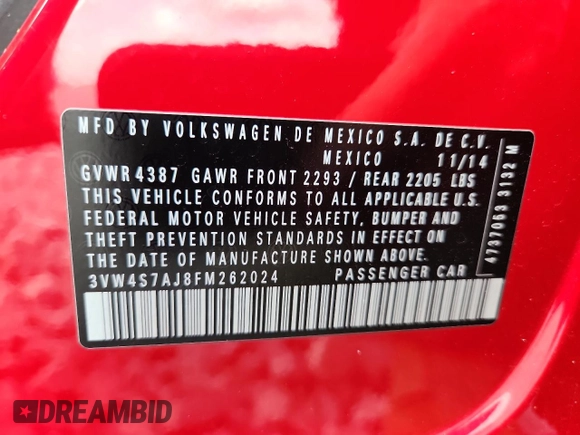 MFD BY VOLKSWAGEN DE MEXICO S.A. DE C.V.
MEXICO 11/14
GVWR 4387 GAWR FRONT 2293 / REAR 2205 LBS
THIS VEHICLE CONFORMS TO ALL APPLICABLE U.S.
FEDERAL MOTOR VEHICLE SAFETY, BUMPER AND
THEFT PREVENTION STANDARDS IN EFFECT ON
THE DATE OF MANUFACTURE SHOWN ABOVE.
3VW4S7AJ8FM262024 PASSENGER CAR
4737063 3132 M
DREAMBID